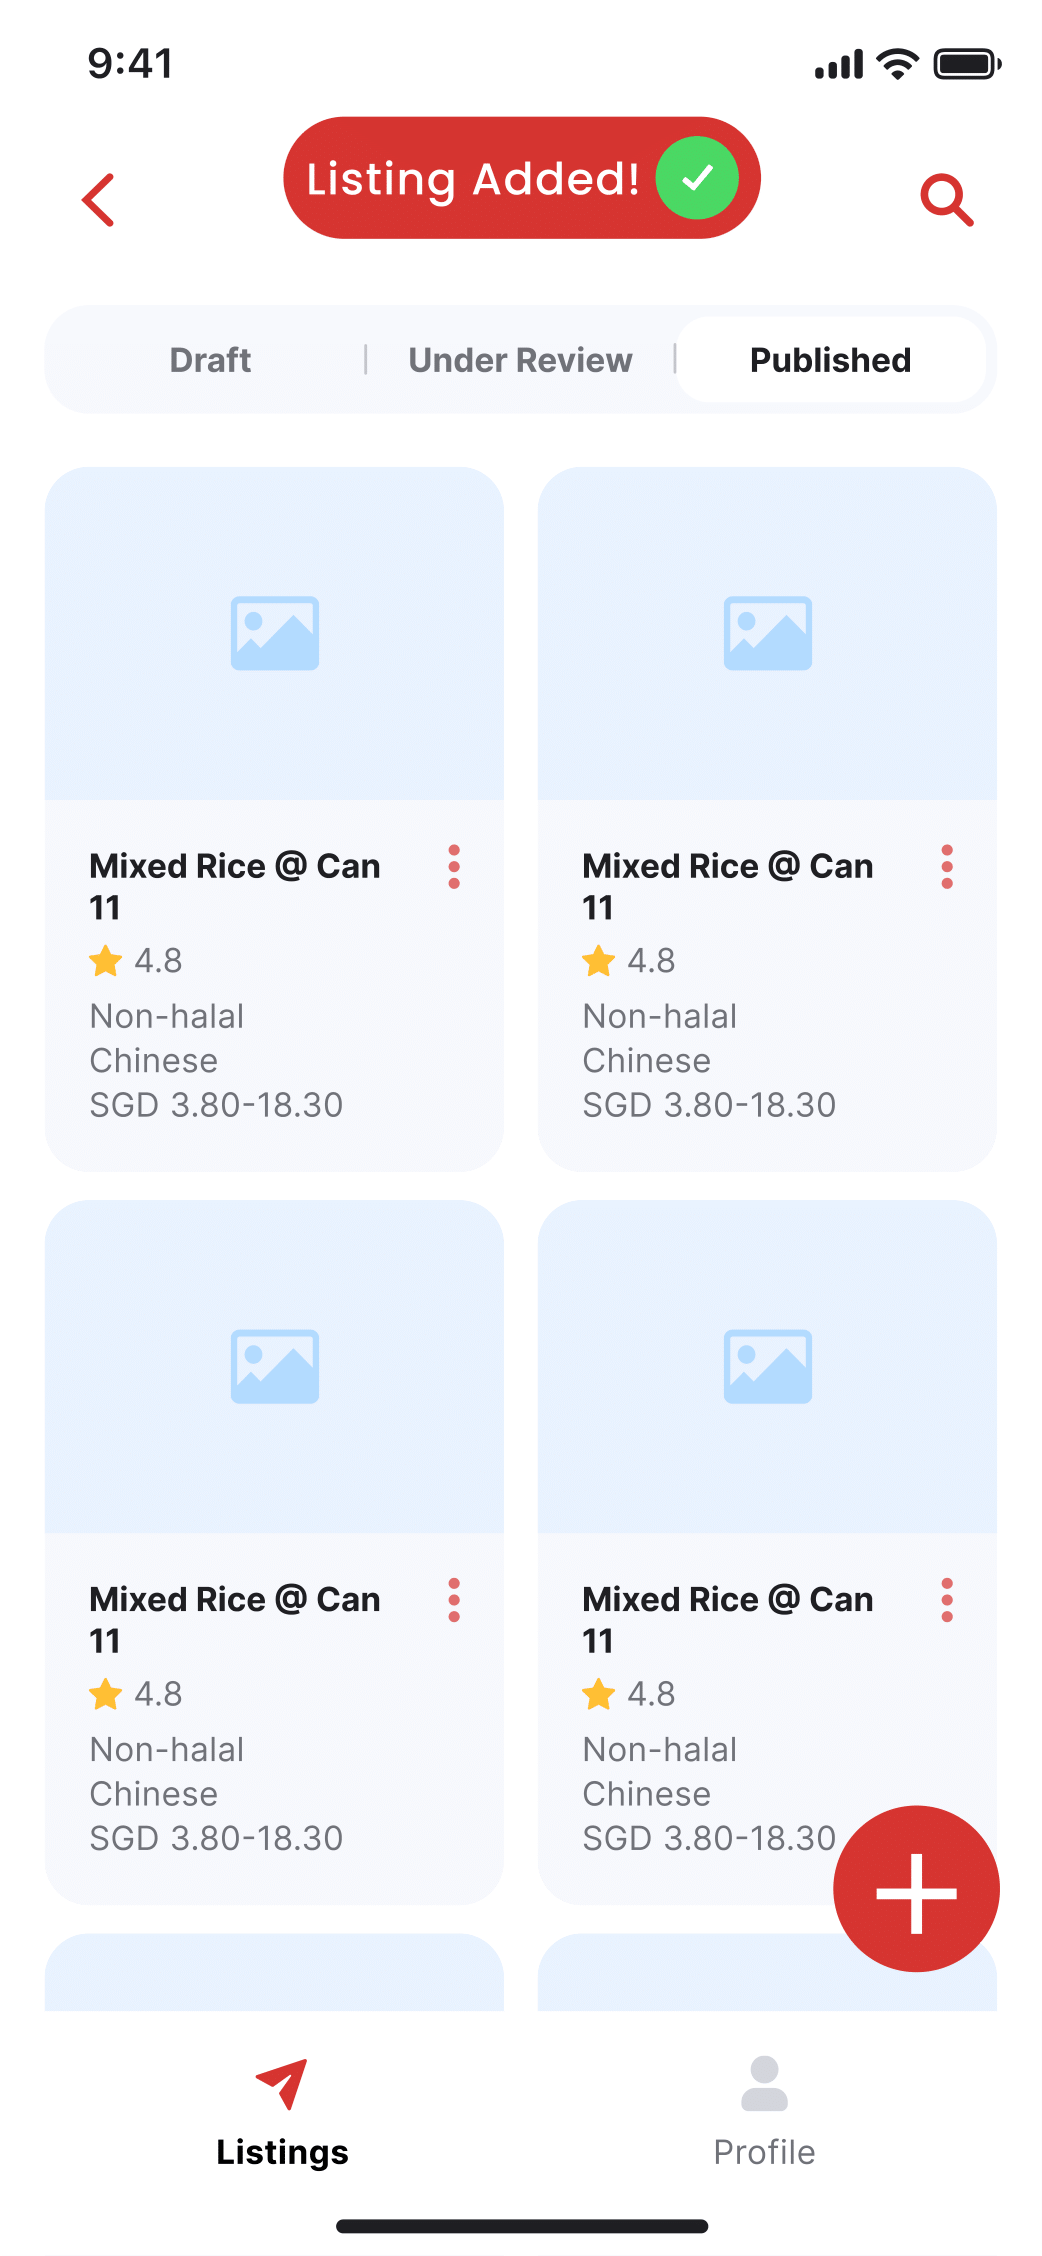 9:41
Listing Added!
Draft | Under Review | Published
Mixed Rice @ Can
11
4.8
Non-halal
Chinese
SGD 3.80-18.30
Mixed Rice @ Can
11
4.8
Non-halal
Chinese
SGD 3.80-18.30
Mixed Rice @ Can
11
4.8
Non-halal
Chinese
SGD 3.80-18.30
Mixed Rice @ Can
11
4.8
Non-halal
Chinese
SGD 3.80-18.30
Listings
Profile